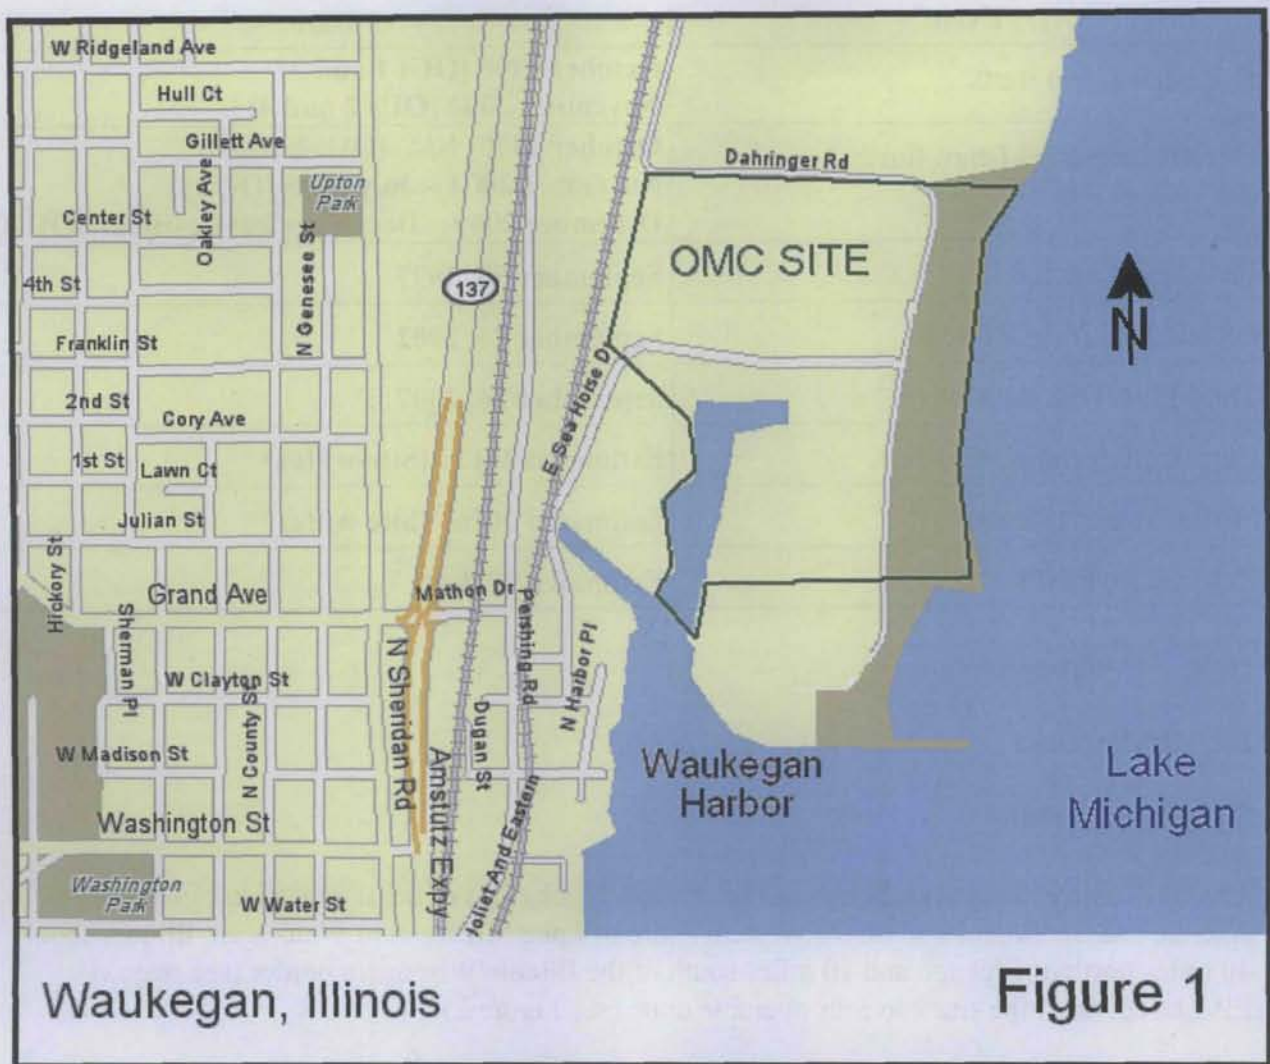 W Ridgeland Ave
Hull Ct
Gillett Ave
Dahringer Rd
Oakley Ave
Upton
Park
Center St
N Genesee St
OMC SITE
4th St
137
N
Franklin St
E Sea Horse D
2nd St
Cory Ave
1st St
Lawn Ct
Julian St
Hickory St
Grand Ave
Mathon Dr
Sherman Pl
Pershing Rd
N Harbor Pl
W Clayton St
N Sheridan Rd
N County St
Dugan St
W Madison St
Amstutz Expy
Waukegan
Harbor
Lake
Michigan
Washington St
Joliet And Eastern
Washington
Park
W Water St
Waukegan, Illinois
Figure 1